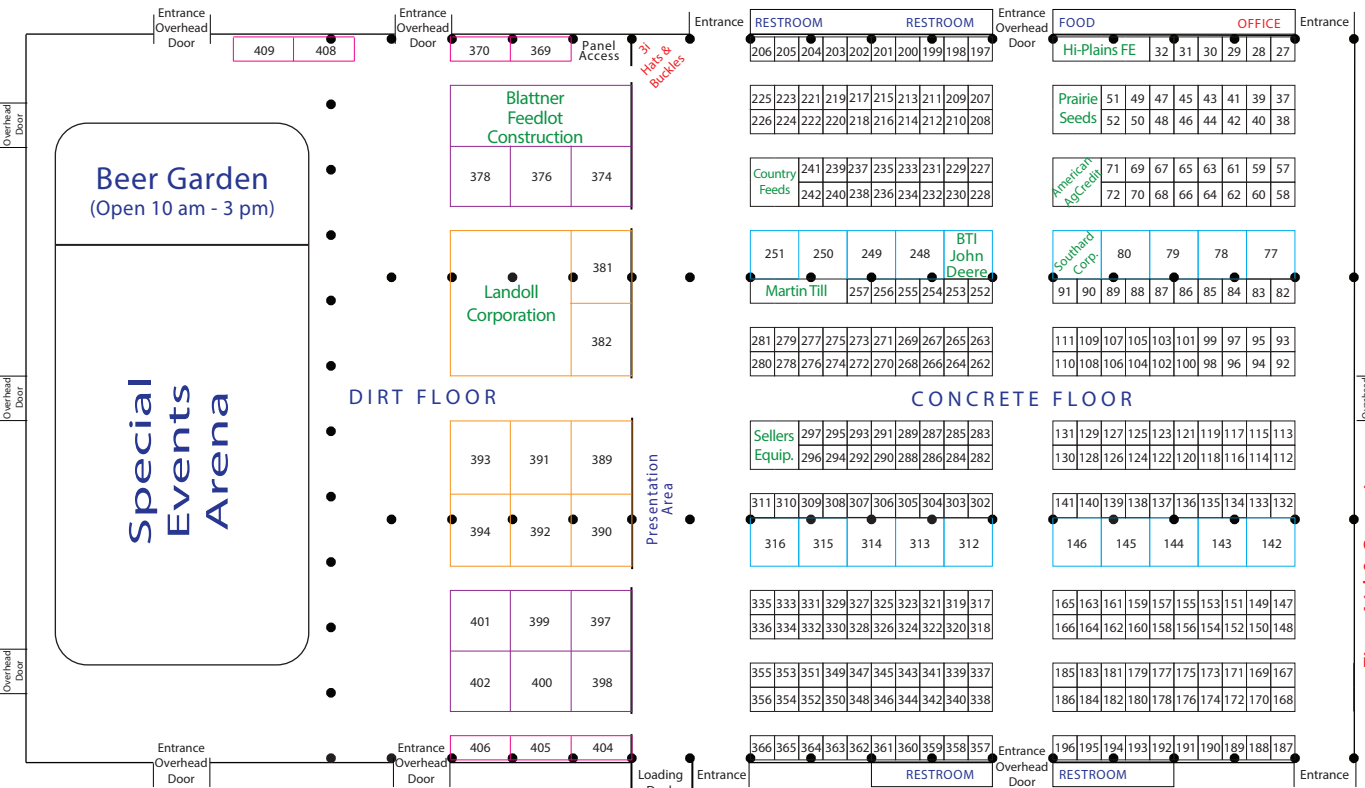 Entrance
Overhead
Door
Entrance
Overhead
Door
Entrance
RESTROOM RESTROOM
Entrance
Overhead
Door
FOOD OFFICE
Entrance
409 408
370 369
Panel
Access
3i
Hats &
Buckles
206 205 204 203 202 201 200 199 198 197
Hi-Plains FE 32 31 30 29 28 27
Overhead
Door
Blattner
Feedlot
Construction
378 376 374
225 223 221 219 217 215 213 211 209 207
226 224 222 220 218 216 214 212 210 208
Prairie
Seeds
51 49 47 45 43 41 39 37
52 50 48 46 44 42 40 38
Beer Garden
(Open 10 am - 3 pm)
Country
Feeds
241 239 237 235 233 231 229 227
242 240 238 236 234 232 230 228
American
AgCredit
71 69 67 65 63 61 59 57
72 70 68 66 64 62 60 58
Landoll
Corporation
381
382
251 250 249 248
BTI
John
Deere
Martin Till 257 256 255 254 253 252
Southard
Corp.
80 79 78 77
91 90 89 88 87 86 85 84 83 82
281 279 277 275 273 271 269 267 265 263
280 278 276 274 272 270 268 266 264 262
111 109 107 105 103 101 99 97 95 93
110 108 106 104 102 100 98 96 94 92
Overhead
Door
Special
Events
Arena
DIRT FLOOR
CONCRETE FLOOR
393 391 389
394 392 390
Presentation
Area
Sellers
Equip.
297 295 293 291 289 287 285 283
296 294 292 290 288 286 284 282
131 129 127 125 123 121 119 117 115 113
130 128 126 124 122 120 118 116 114 112
311 310 309 308 307 306 305 304 303 302
316 315 314 313 312
141 140 139 138 137 136 135 134 133 132
146 145 144 143 142
401 399 397
402 400 398
335 333 331 329 327 325 323 321 319 317
336 334 332 330 328 326 324 322 320 318
165 163 161 159 157 155 153 151 149 147
166 164 162 160 158 156 154 152 150 148
Overhead
Door
355 353 351 349 347 345 343 341 339 337
356 354 352 350 348 346 344 342 340 338
185 183 181 179 177 175 173 171 169 167
186 184 182 180 178 176 174 172 170 168
406 405 404
366 365 364 363 362 361 360 359 358 357
196 195 194 193 192 191 190 189 188 187
Entrance
Overhead
Door
Entrance
Overhead
Door
Loading
Entrance
RESTROOM
Entrance
Overhead
Door
RESTROOM
Entrance